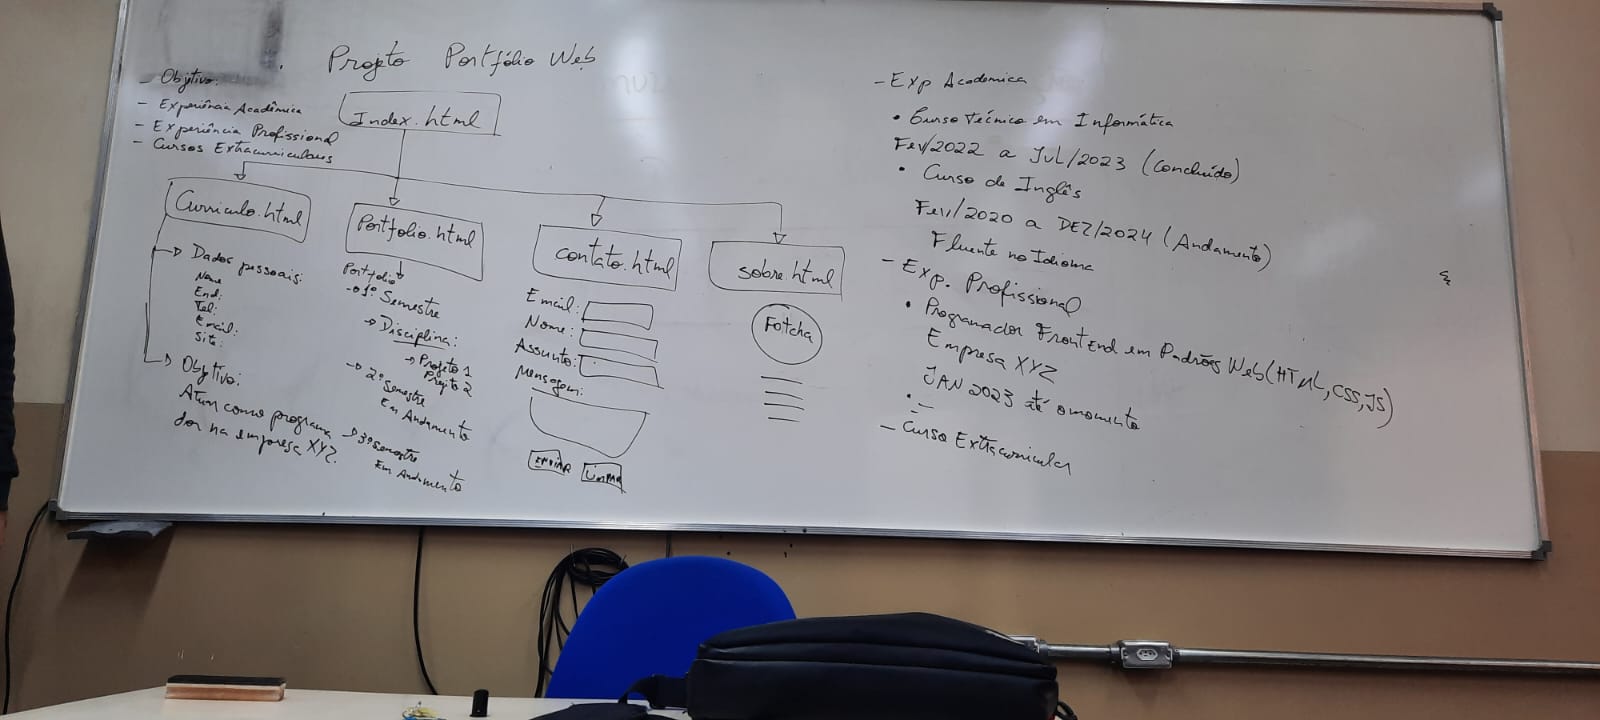 Projeto Portfólio Web
- Objetivo:
- Experiência Acadêmica
- Experiência Profissional
- Cursos Extracurriculares
Index.html
Curriculo.html
Dados pessoais:
Nome
End:
Tel:
Email:
Site:
Objetivo:
Atuar como programa
dor na empresa XYZ.
Portfolio.html
Portfolio
1º Semestre
Disciplina:
Projeto 1
Projeto 2
2º Semestre
Em Andamento
3º Semestre
Em Andamento
contato.html
Email:
Nome:
Assunto:
Mensagem:
ENVIAR
LIMPAR
sobre.html
Fotcha
- Exp Academica
• Curso Técnico em Informática
Fev/2022 a JUL/2023 (Concluído)
• Curso de Inglês
Fev/2020 a DEZ/2024 (Andamento)
Fluente no Idioma
- Exp. Profissional
• Programador FrontEnd em Padrões Web (HTML, CSS, JS)
Empresa XYZ
JAN 2023 até o momento
- Curso Extracurricular